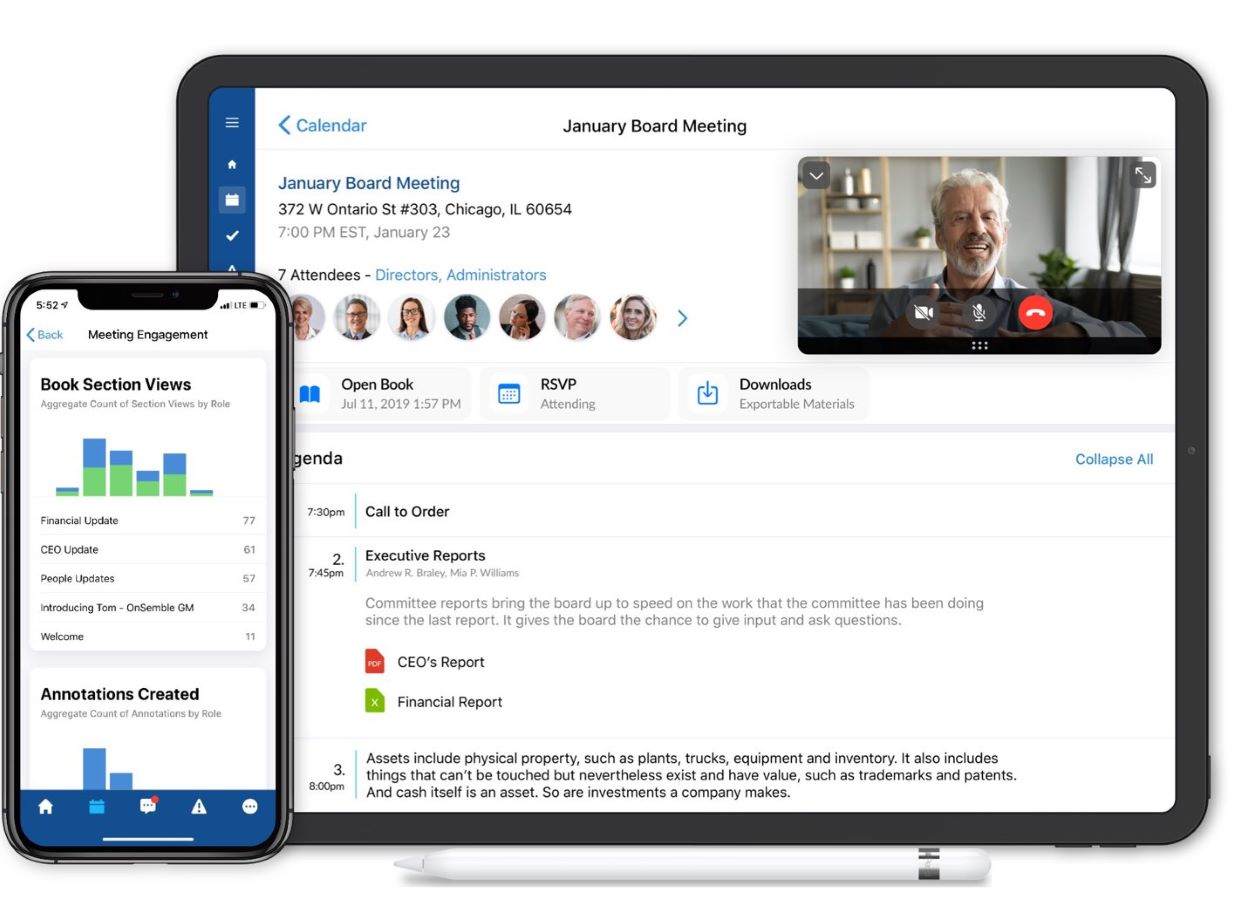 Calendar
January Board Meeting
January Board Meeting
372 W Ontario St #303, Chicago, IL 60654
7:00 PM EST, January 23
7 Attendees - Directors, Administrators
Open Book
Jul 11, 2019 1:57 PM
RSVP
Attending
Downloads
Exportable Materials
genda
Collapse All
7:30pm
Call to Order
2.
7:45pm
Executive Reports
Andrew R. Braley, Mia P. Williams
Committee reports bring the board up to speed on the work that the committee has been doing
since the last report. It gives the board the chance to give input and ask questions.
PDF
CEO's Report
X
Financial Report
3.
8:00pm
Assets include physical property, such as plants, trucks, equipment and inventory. It also includes
things that can't be touched but nevertheless exist and have value, such as trademarks and patents.
And cash itself is an asset. So are investments a company makes.
5:52
LTE
Back
Meeting Engagement
Book Section Views
Aggregate Count of Section Views by Role
Financial Update 77
CEO Update 61
People Updates 57
Introducing Tom - OnSemble GM 34
Welcome 11
Annotations Created
Aggregate Count of Annotations by Role